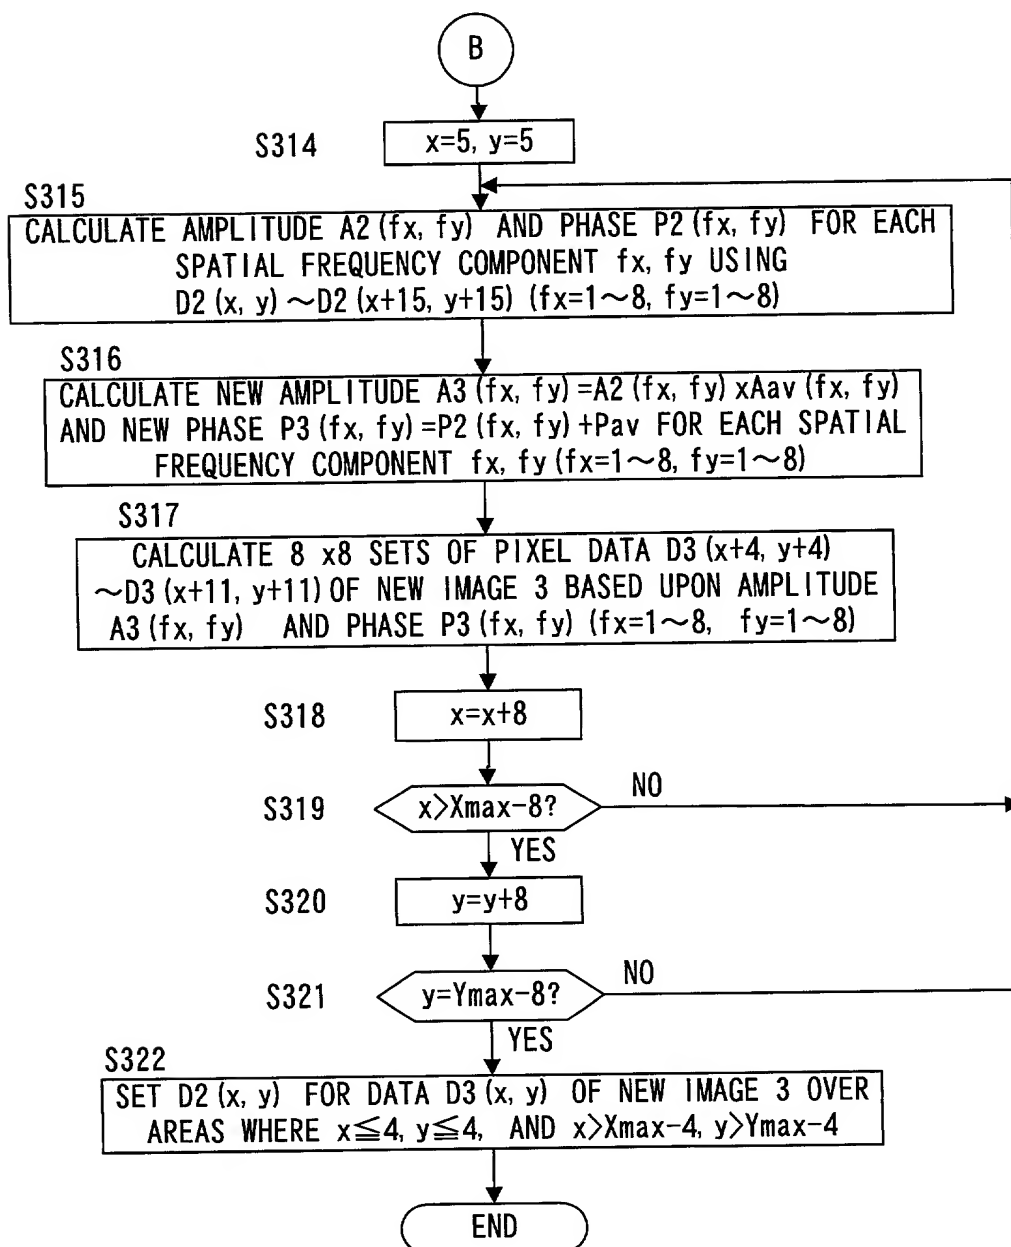 B
S314
x=5, y=5
S315
CALCULATE AMPLITUDE A2(fx, fy) AND PHASE P2(fx, fy) FOR EACH
SPATIAL FREQUENCY COMPONENT fx, fy USING
D2(x, y)～D2(x+15, y+15) (fx=1～8, fy=1～8)
S316
CALCULATE NEW AMPLITUDE A3(fx, fy)=A2(fx, fy)xAav(fx, fy)
AND NEW PHASE P3(fx, fy)=P2(fx, fy)+Pav FOR EACH SPATIAL
FREQUENCY COMPONENT fx, fy(fx=1～8, fy=1～8)
S317
CALCULATE 8 x8 SETS OF PIXEL DATA D3(x+4, y+4)
～D3(x+11, y+11)OF NEW IMAGE 3 BASED UPON AMPLITUDE
A3(fx, fy) AND PHASE P3(fx, fy) (fx=1～8, fy=1～8)
S318
x=x+8
S319
x>Xmax-8?
NO
YES
S320
y=y+8
S321
y=Ymax-8?
NO
YES
S322
SET D2(x, y) FOR DATA D3(x, y) OF NEW IMAGE 3 OVER
AREAS WHERE x≦4, y≦4, AND x>Xmax-4, y>Ymax-4
END